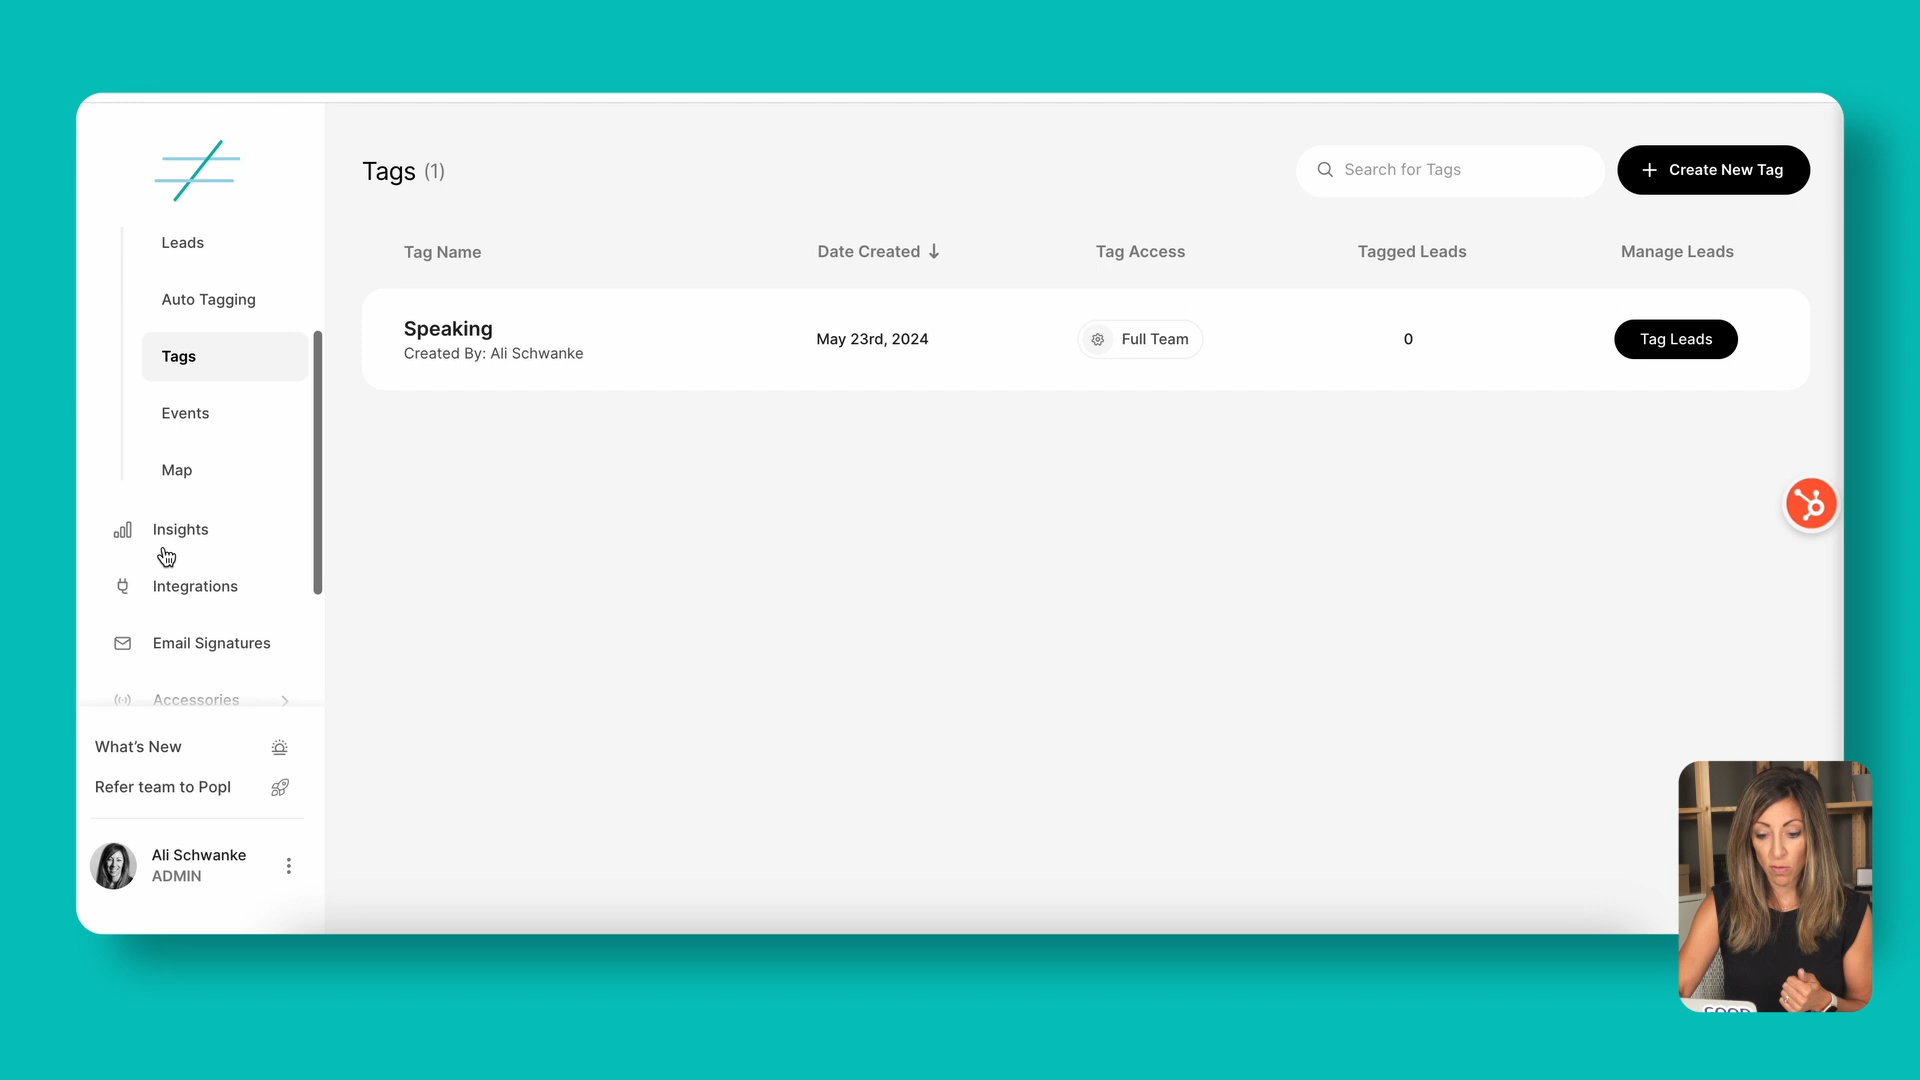 Leads
Auto Tagging
Tags
Events
Map
Insights
Integrations
Email Signatures
Accessories
What's New
Refer team to Popl
Ali Schwanke
ADMIN
Tags (1)
Search for Tags
+ Create New Tag
Tag Name
Date Created ↓
Tag Access
Tagged Leads
Manage Leads
Speaking
Created By: Ali Schwanke
May 23rd, 2024
Full Team
0
Tag Leads